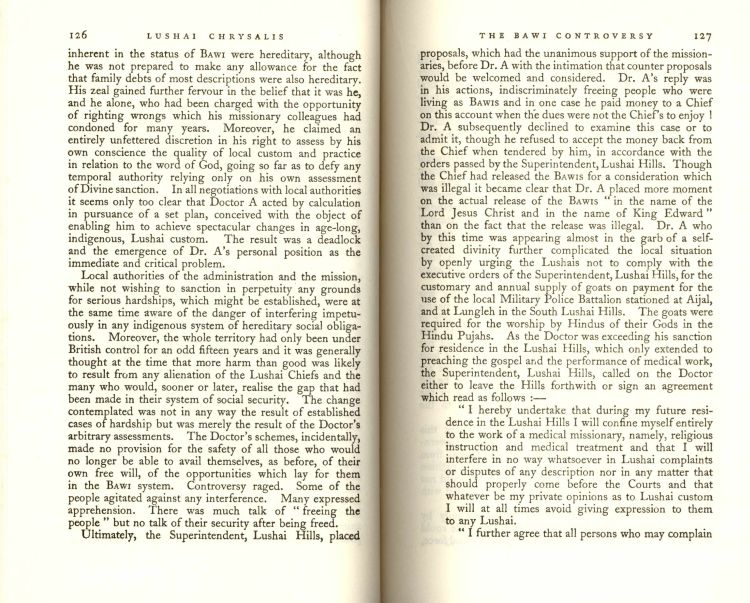 126 LUSHAI CHRYSALIS
inherent in the status of BAWI were hereditary, although
he was not prepared to make any allowance for the fact
that family debts of most descriptions were also hereditary.
His zeal gained further fervour in the belief that it was he,
and he alone, who had been charged with the opportunity
of righting wrongs which his missionary colleagues had
condoned for many years. Moreover, he claimed an
entirely unfettered discretion in his right to assess by his
own conscience the quality of local custom and practice
in relation to the word of God, going so far as to defy any
temporal authority relying only on his own assessment
of Divine sanction. In all negotiations with local authorities
it seems only too clear that Doctor A acted by calculation
in pursuance of a set plan, conceived with the object of
enabling him to achieve spectacular changes in age-long,
indigenous, Lushai custom. The result was a deadlock
and the emergence of Dr. A's personal position as the
immediate and critical problem.
Local authorities of the administration and the mission,
while not wishing to sanction in perpetuity any grounds
for serious hardships, which might be established, were at
the same time aware of the danger of interfering impetu-
ously in any indigenous system of hereditary social obliga-
tions. Moreover, the whole territory had only been under
British control for an odd fifteen years and it was generally
thought at the time that more harm than good was likely
to result from any alienation of the Lushai Chiefs and the
many who would, sooner or later, realise the gap that had
been made in their system of social security. The change
contemplated was not in any way the result of established
cases of hardship but was merely the result of the Doctor's
arbitrary assessments. The Doctor's schemes, incidentally,
made no provision for the safety of all those who would
no longer be able to avail themselves, as before, of their
own free will, of the opportunities which lay for them
in the BAWI system. Controversy raged. Some of the
people agitated against any interference. Many expressed
apprehension. There was much talk of "freeing the
people" but no talk of their security after being freed.
Ultimately, the Superintendent, Lushai Hills, placed
THE BAWI CONTROVERSY 127
proposals, which had the unanimous support of the mission-
aries, before Dr. A with the intimation that counter proposals
would be welcomed and considered. Dr. A's reply was
in his actions, indiscriminately freeing people who were
living as BAWIS and in one case he paid money to a Chief
on this account when the dues were not the Chief's to enjoy !
Dr. A subsequently declined to examine this case or to
admit it, though he refused to accept the money back from
the Chief when tendered by him, in accordance with the
orders passed by the Superintendent, Lushai Hills. Though
the Chief had released the BAWIS for a consideration which
was illegal it became clear that Dr. A placed more moment
on the actual release of the BAWIS "in the name of the
Lord Jesus Christ and in the name of King Edward"
than on the fact that the release was illegal. Dr. A who
by this time was appearing almost in the garb of a self-
created divinity further complicated the local situation
by openly urging the Lushais not to comply with the
executive orders of the Superintendent, Lushai Hills, for the
customary and annual supply of goats on payment for the
use of the local Military Police Battalion stationed at Aijal,
and at Lungleh in the South Lushai Hills. The goats were
required for the worship by Hindus of their Gods in the
Hindu Pujahs. As the Doctor was exceeding his sanction
for residence in the Lushai Hills, which only extended to
preaching the gospel and the performance of medical work,
the Superintendent, Lushai Hills, called on the Doctor
either to leave the Hills forthwith or sign an agreement
which read as follows :—
"I hereby undertake that during my future resi-
dence in the Lushai Hills I will confine myself entirely
to the work of a medical missionary, namely, religious
instruction and medical treatment and that I will
interfere in no way whatsoever in Lushai complaints
or disputes of any description nor in any matter that
should properly come before the Courts and that
whatever be my private opinions as to Lushai custom
I will at all times avoid giving expression to them
to any Lushai.
"I further agree that all persons who may complain